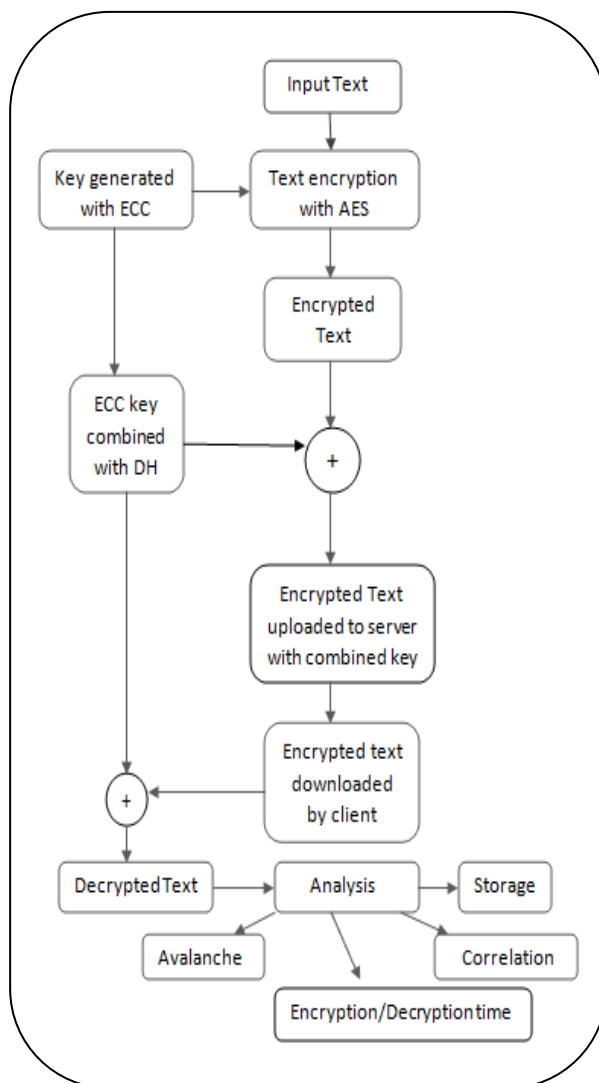 Input Text
Key generated
with ECC
Text encryption
with AES
Encrypted
Text
ECC key
combined
with DH
+
Encrypted Text
uploaded to server
with combined key
Encrypted text
downloaded
by client
+
Decrypted Text
Analysis
Storage
Avalanche
Correlation
Encryption/Decryption time